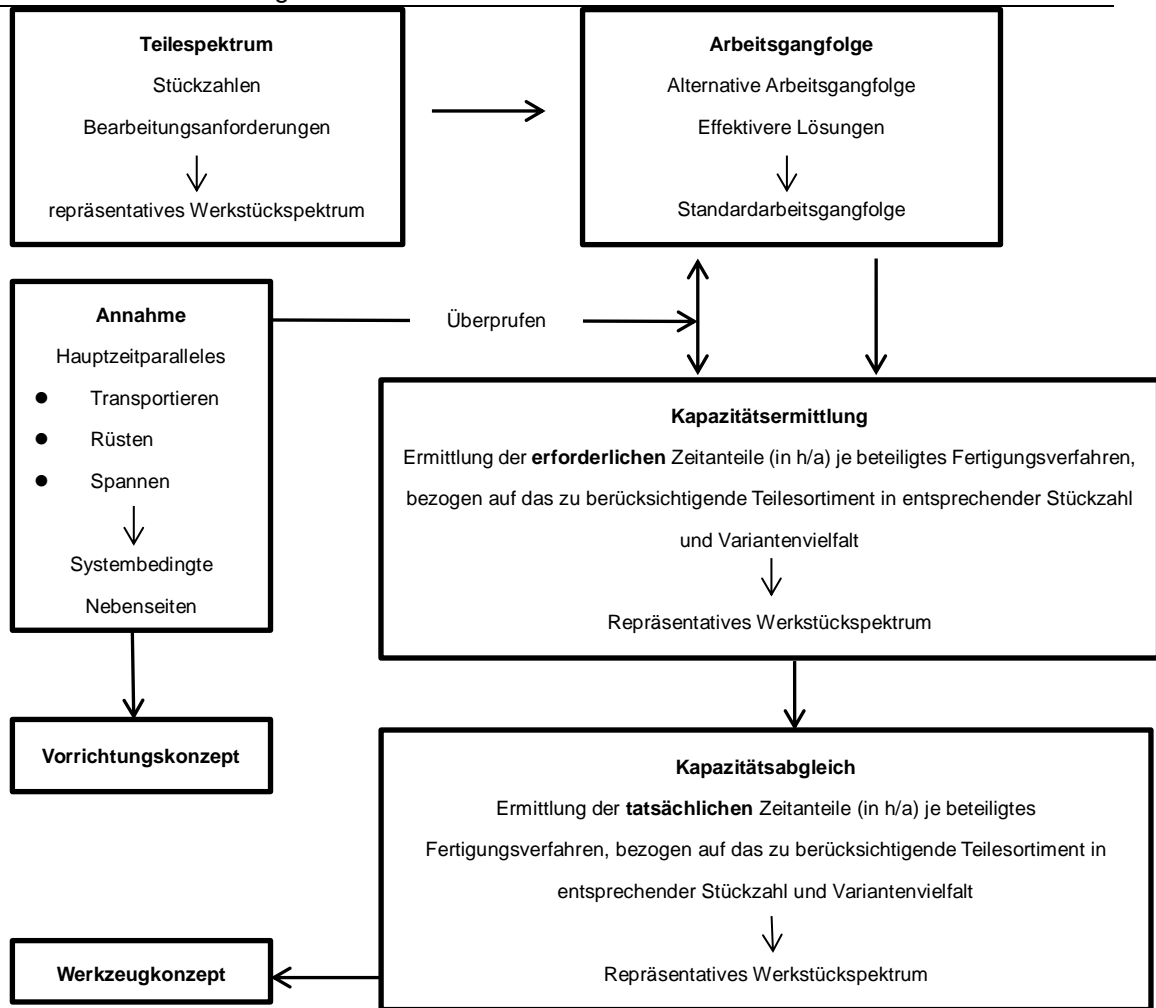 Teilespektrum
Stückzahlen
Bearbeitungsanforderungen
repräsentatives Werkstückspektrum
Arbeitsgangfolge
Alternative Arbeitsgangfolge
Effektivere Lösungen
Standardarbeitsgangfolge
Annahme
Hauptzeitparalleles
● Transportieren
● Rüsten
● Spannen
Systembedingte
Nebenseiten
Überprufen
Kapazitätsermittlung
Ermittlung der erforderlichen Zeitanteile (in h/a) je beteiligtes Fertigungsverfahren,
bezogen auf das zu berücksichtigende Teilesortiment in entsprechender Stückzahl
und Variantenvielfalt
Repräsentatives Werkstückspektrum
Vorrichtungskonzept
Kapazitätsabgleich
Ermittlung der tatsächlichen Zeitanteile (in h/a) je beteiligtes
Fertigungsverfahren, bezogen auf das zu berücksichtigende Teilesortiment in
entsprechender Stückzahl und Variantenvielfalt
Repräsentatives Werkstückspektrum
Werkzeugkonzept